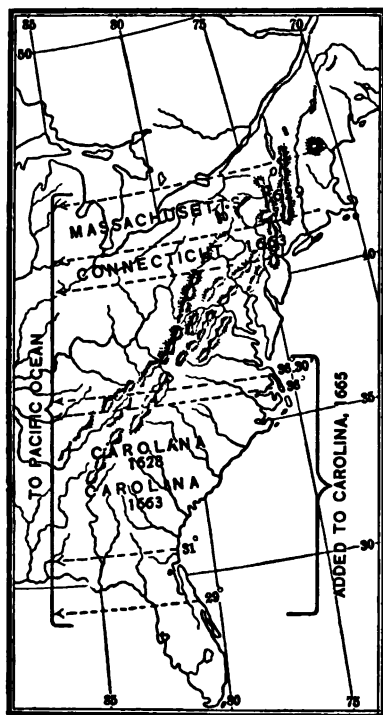 85
80
75
70
50
MASSACHUSETTS
CONNECTICUT
40
36.30
36°
35
TO PACIFIC OCEAN
CAROLANA
1628
CAROLINA
1663
ADDED TO CAROLINA, 1665
31°
30
29°
85
80
75